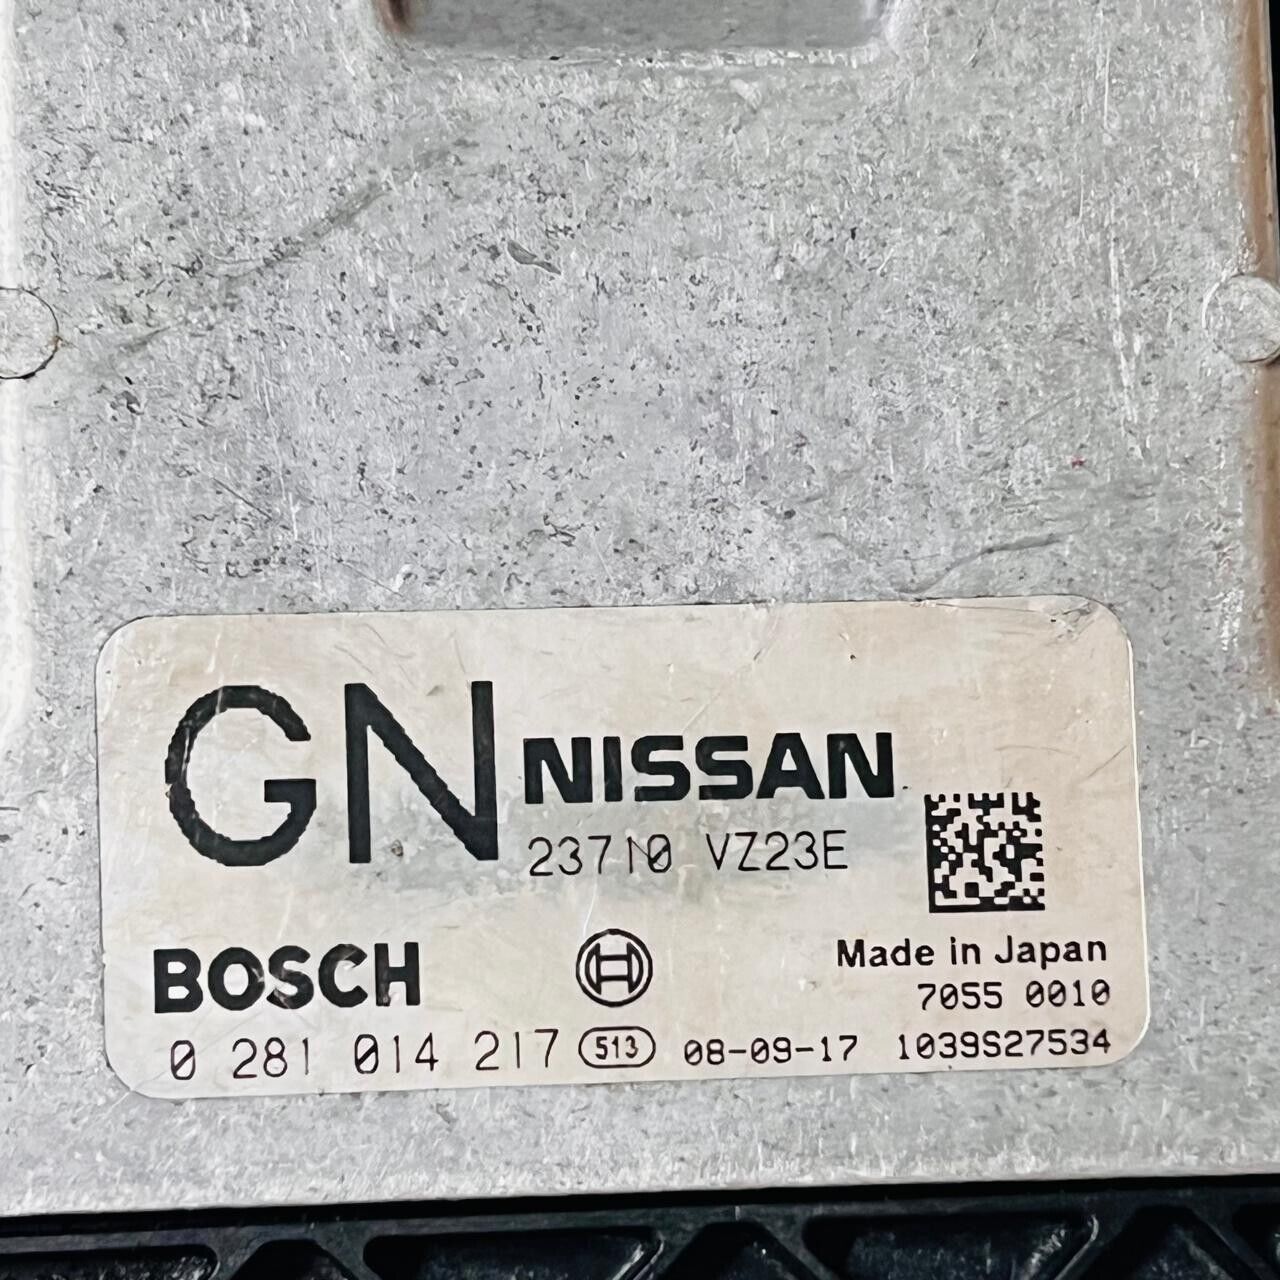 GN NISSAN
23710 VZ23E
BOSCH
Made in Japan
7055 0010
0 281 014 217 513 08-09-17 1039S27534